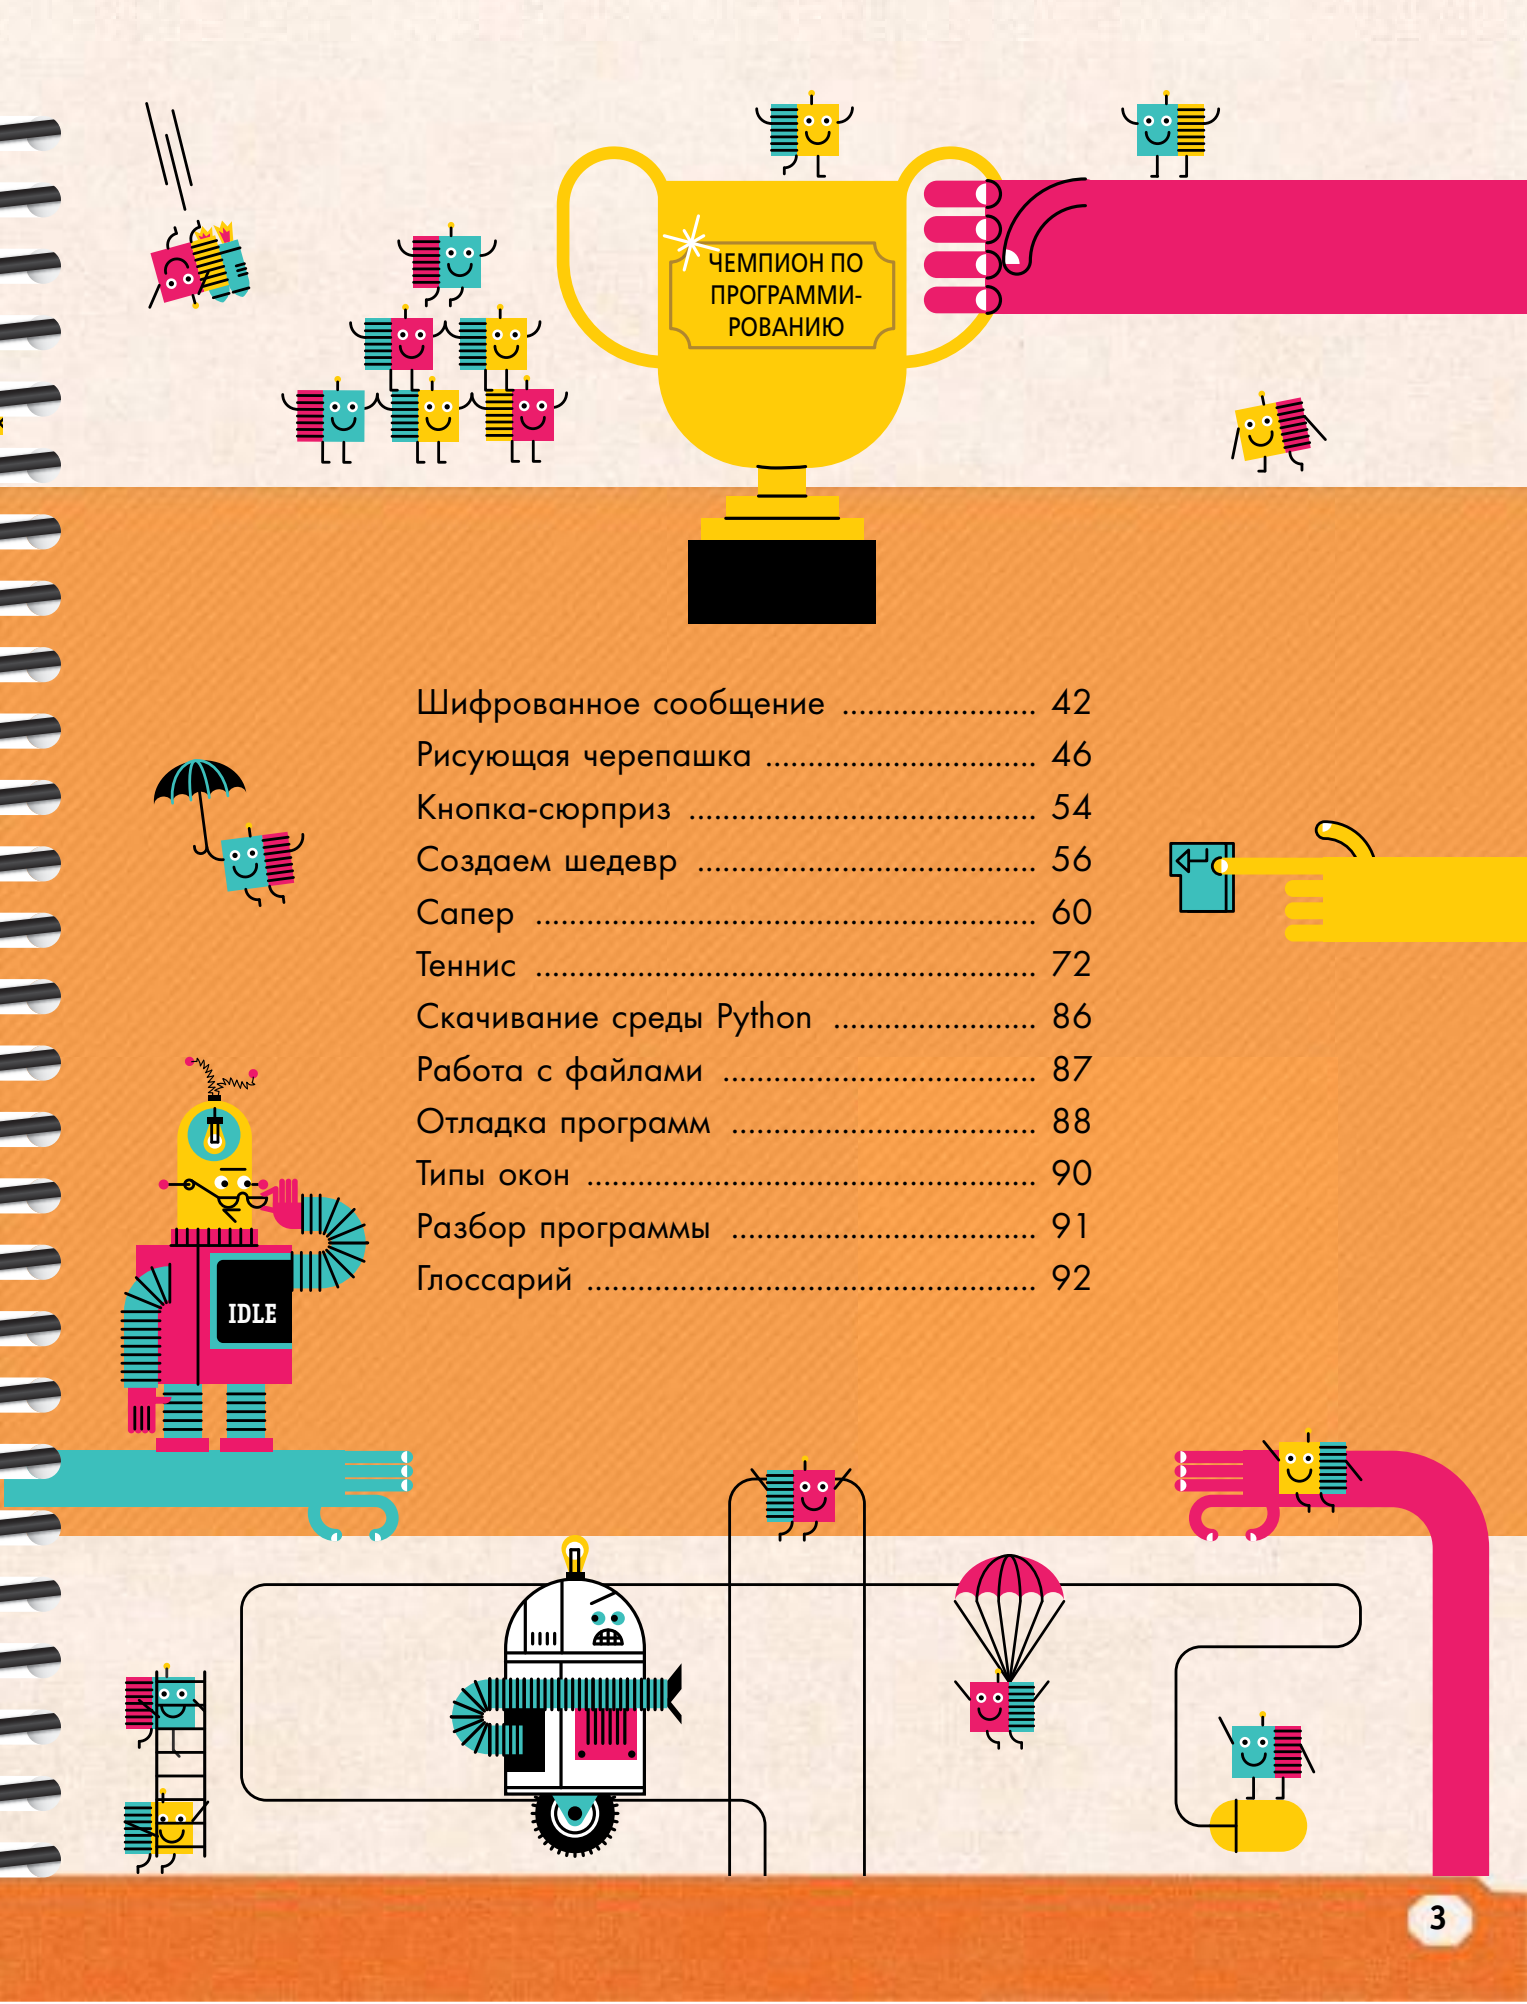 ЧЕМПИОН ПО
ПРОГРАММИ-
РОВАНИЮ
Шифрованное сообщение ....................... 42
Рисующая черепашка ................................ 46
Кнопка-сюрприз ......................................... 54
Создаем шедевр ........................................ 56
Сапер ........................................................... 60
Теннис ........................................................... 72
Скачивание среды Python ........................ 86
Работа с файлами ..................................... 87
Отладка программ .................................... 88
Типы окон ..................................................... 90
Разбор программы .................................... 91
Глоссарий ..................................................... 92
IDLE
3